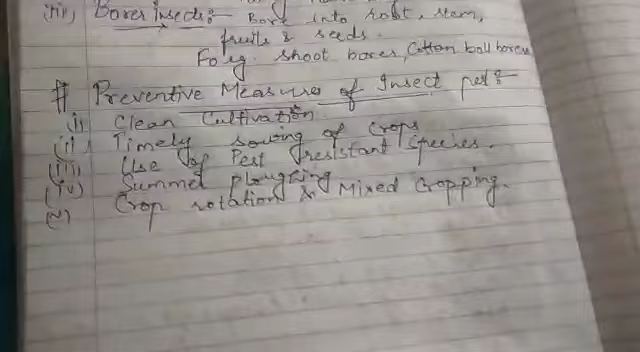 (iii) Borer Insects:- Bore into root, stem,
fruits & seeds.
Fo eg. shoot borer, Cotton boll borer
# Preventive Measures of Insect pest:-
(i) Clean Cultivation.
(ii) Timely sowing of crops
(iii) Use of Pest resistant Species.
(iv) Summer ploughing
(v) Crop rotation & Mixed Cropping.